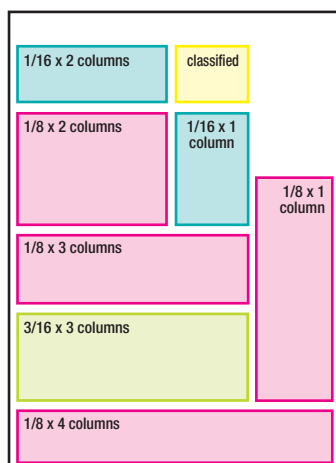 1/16 x 2 columns
classified
1/8 x 2 columns
1/16 x 1
column
1/8 x 1
column
1/8 x 3 columns
3/16 x 3 columns
1/8 x 4 columns